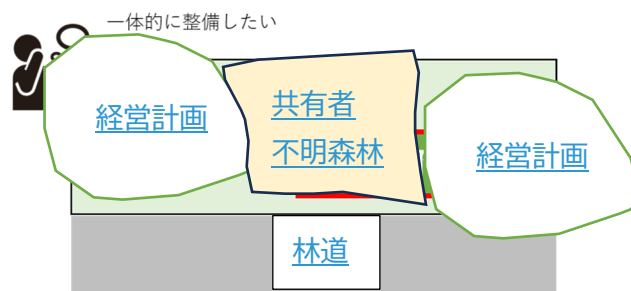 一体的に整備したい
経営計画
共有者
不明森林
経営計画
林道